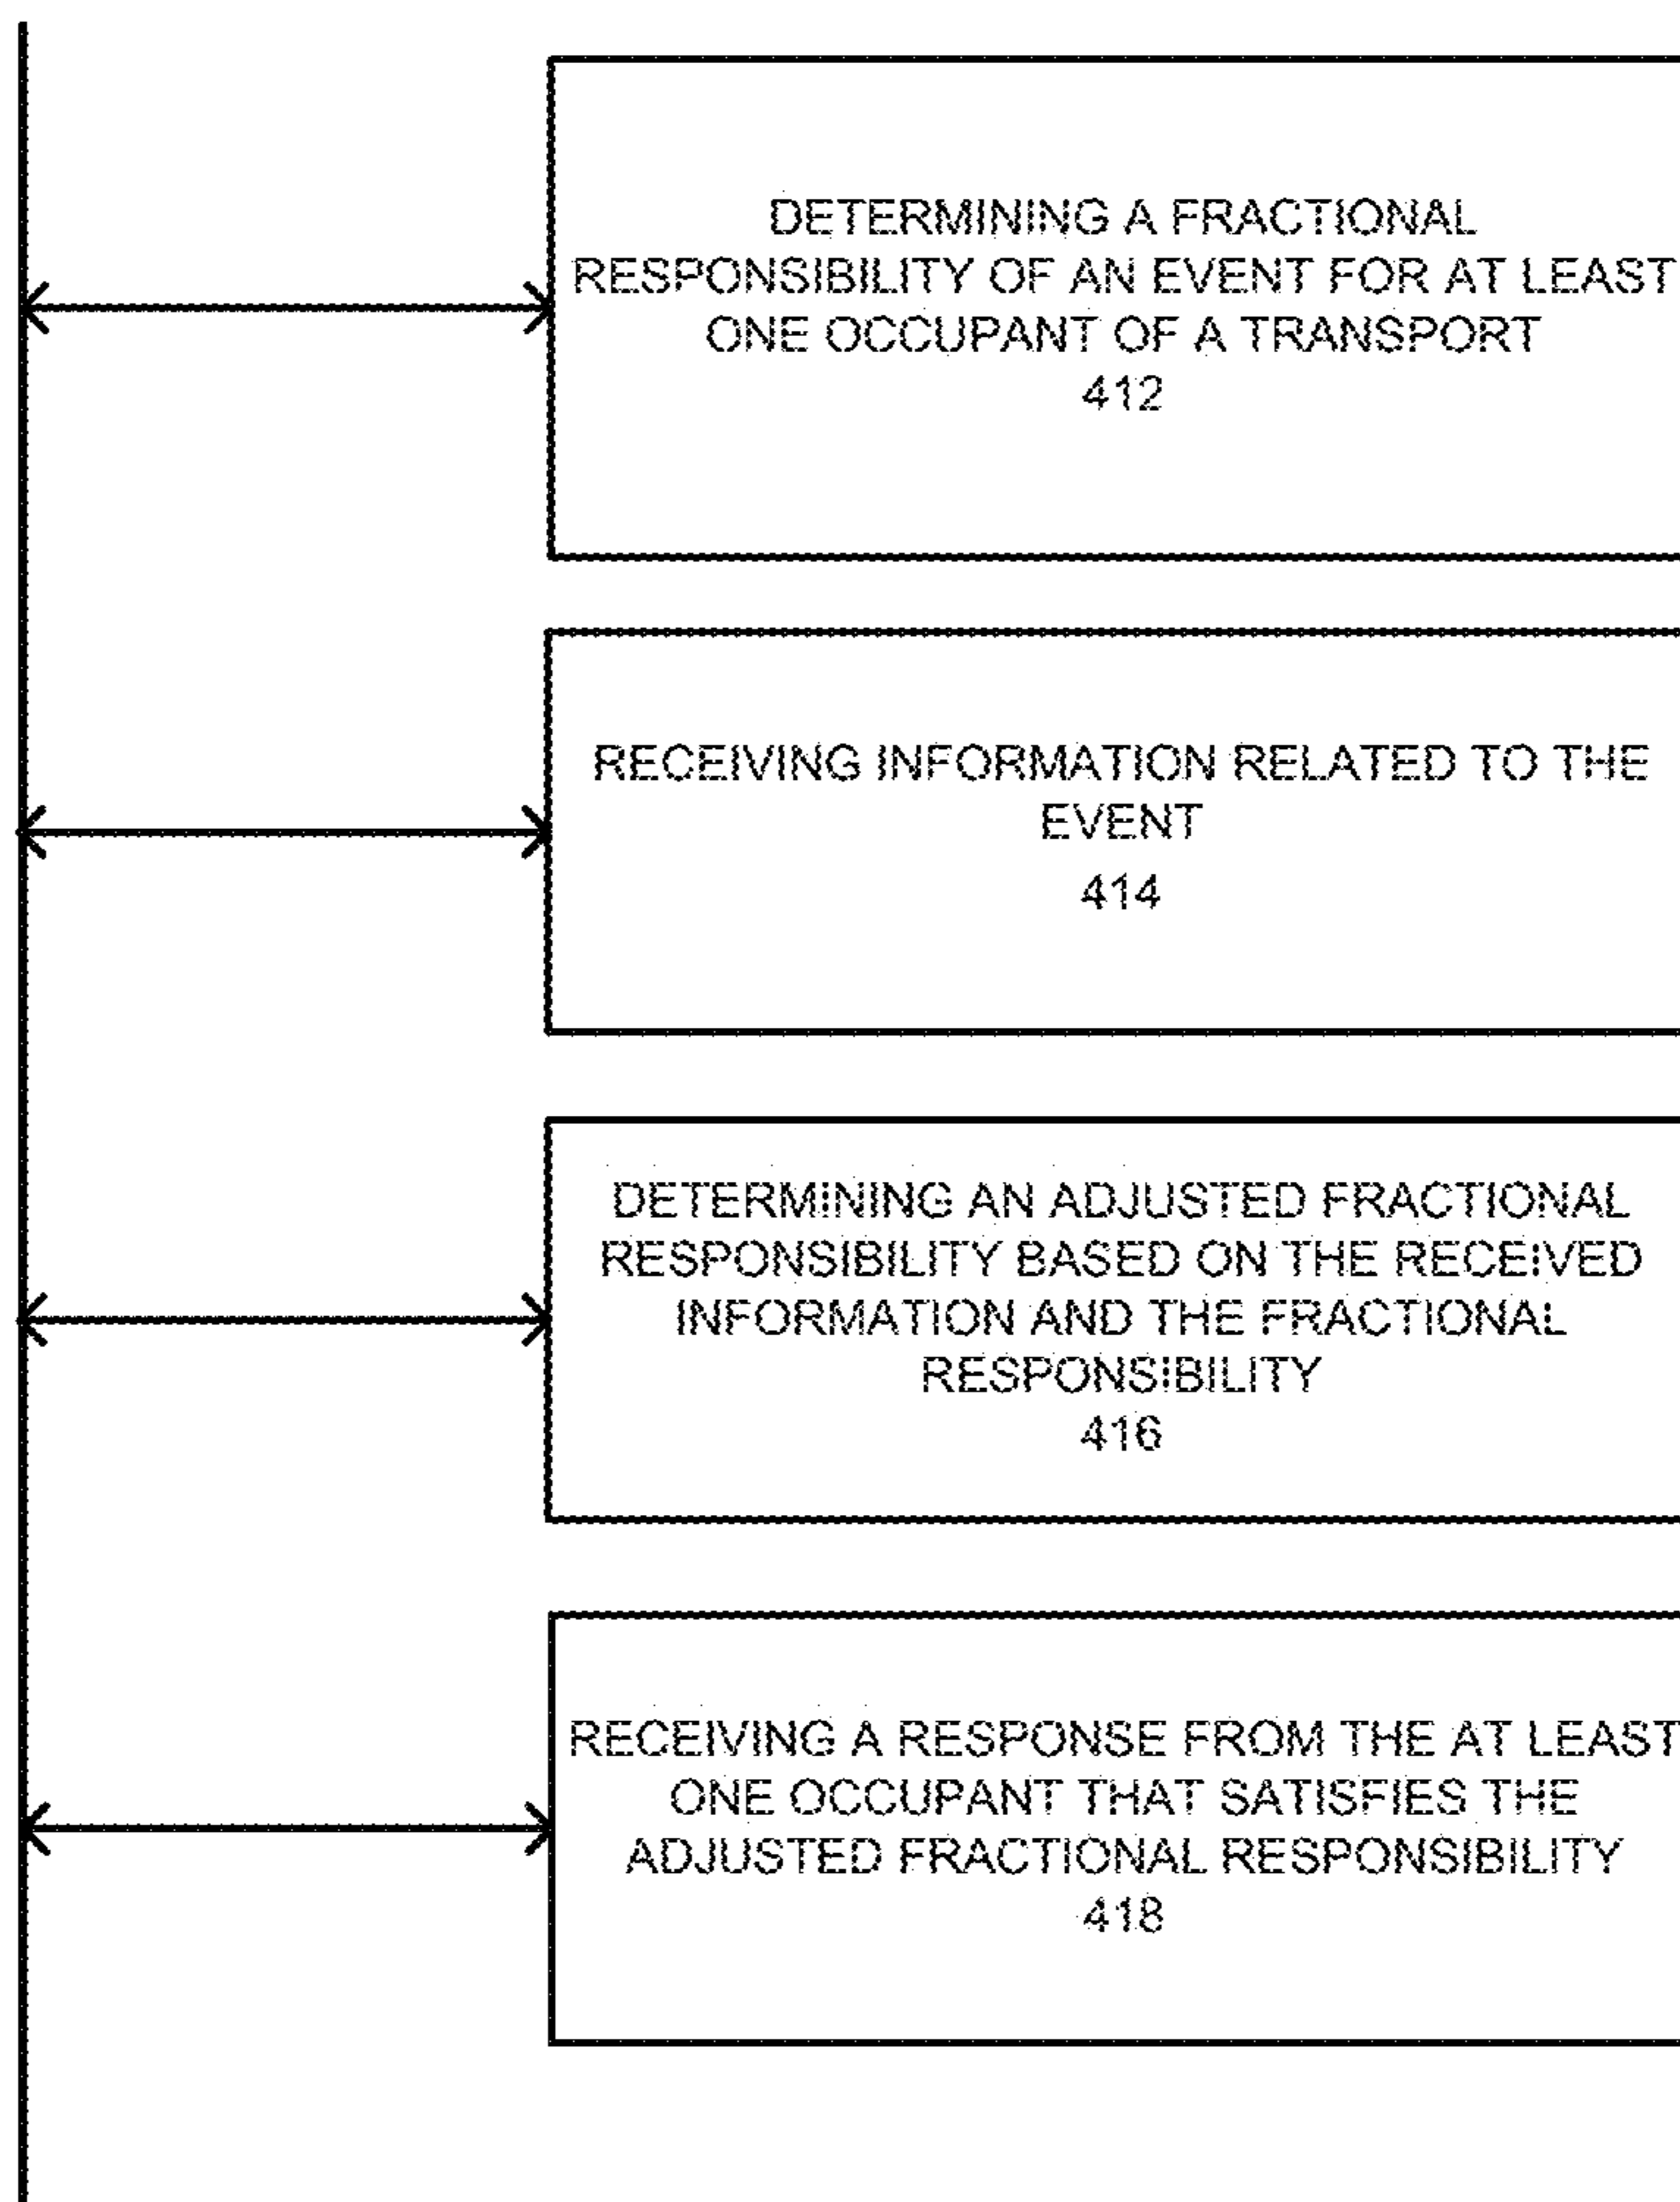 DETERMINING A FRACTIONAL
RESPONSIBILITY OF AN EVENT FOR AT LEAST
ONE OCCUPANT OF A TRANSPORT
412
RECEIVING INFORMATION RELATED TO THE
EVENT
414
DETERMINING AN ADJUSTED FRACTIONAL
RESPONSIBILITY BASED ON THE RECEIVED
INFORMATION AND THE FRACTIONAL
RESPONSIBILITY
416
RECEIVING A RESPONSE FROM THE AT LEAST
ONE OCCUPANT THAT SATISFIES THE
ADJUSTED FRACTIONAL RESPONSIBILITY
418